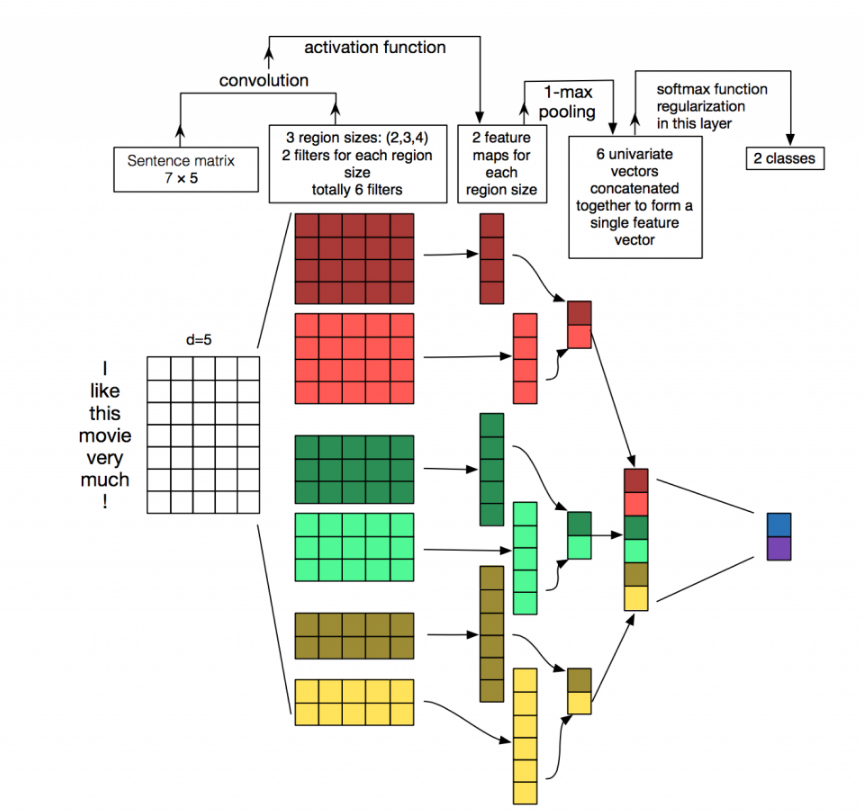 activation function
convolution
1-max
pooling
softmax function
regularization
in this layer
Sentence matrix
7 × 5
3 region sizes: (2,3,4)
2 filters for each region
size
totally 6 filters
2 feature
maps for
each
region size
6 univariate
vectors
concatenated
together to form a
single feature
vector
2 classes
d=5
I
like
this
movie
very
much
!